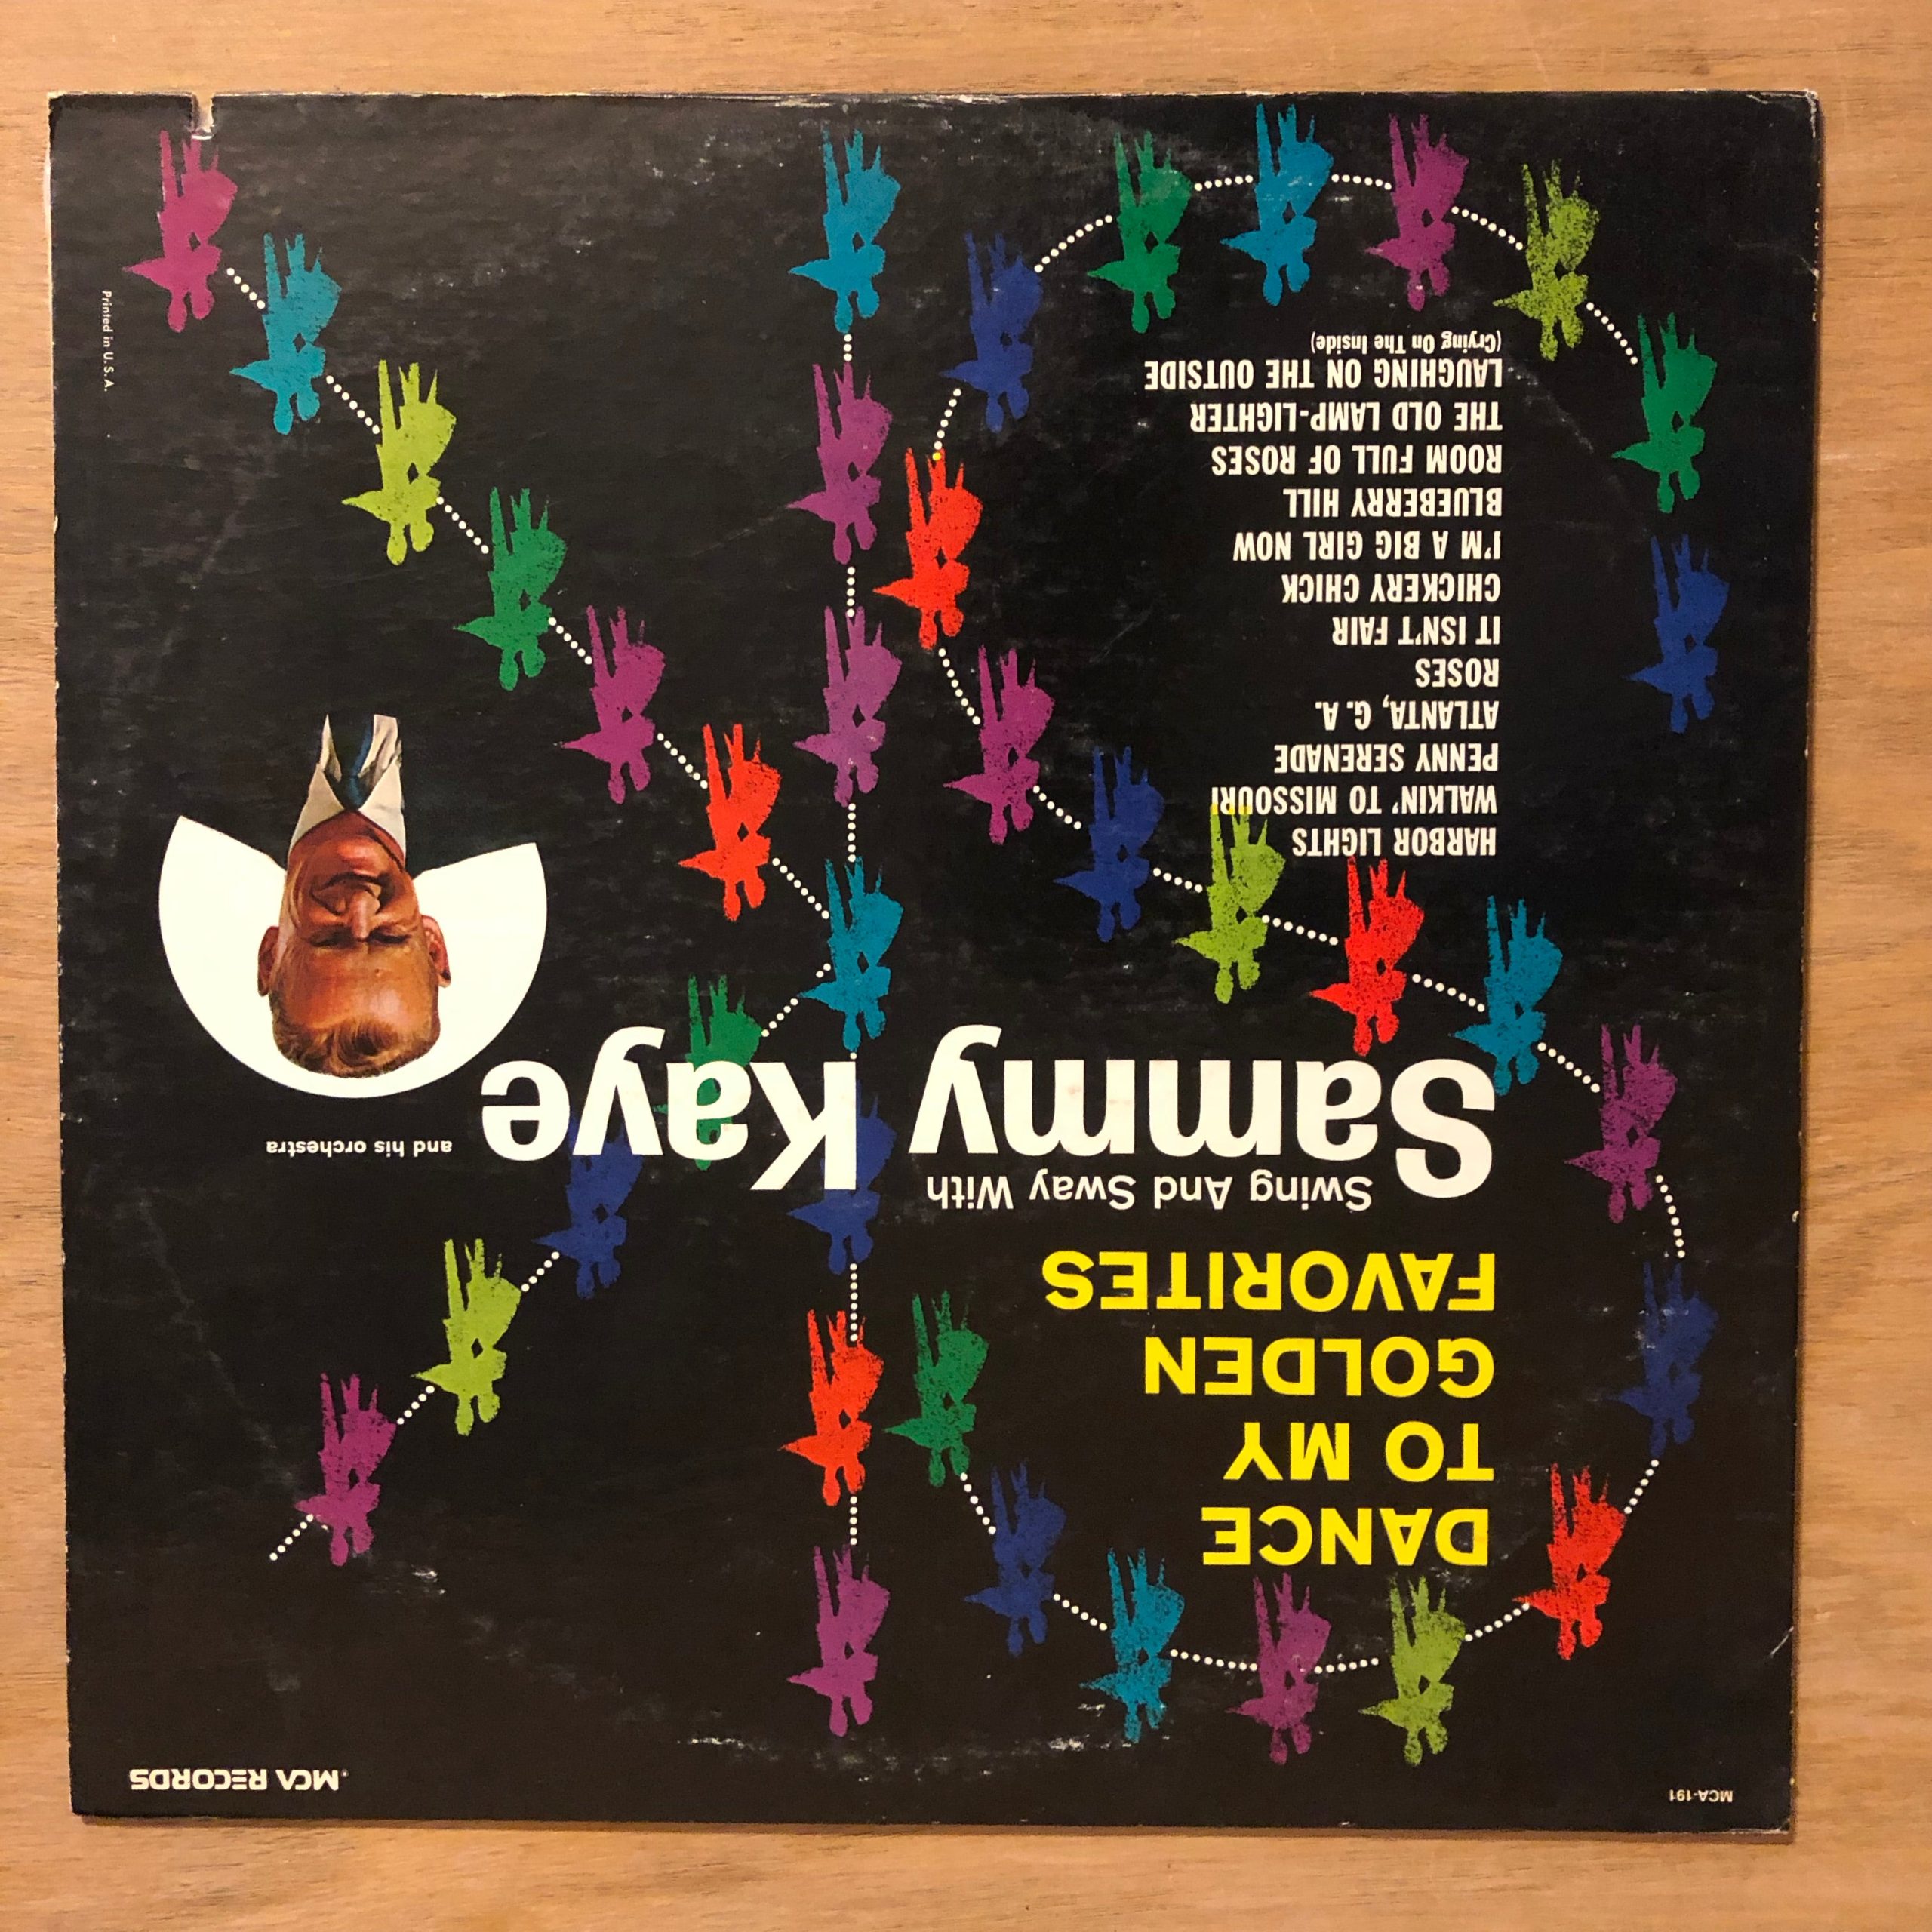 MCA-191
MCA RECORDS
DANCE
TO MY
GOLDEN
FAVORITES
Swing And Sway With
Sammy Kaye
and his orchestra
HARBOR LIGHTS
WALKIN' TO MISSOURI
PENNY SERENADE
ATLANTA, G. A.
ROSES
IT ISN'T FAIR
CHICKERY CHICK
I'M A BIG GIRL NOW
BLUEBERRY HILL
ROOM FULL OF ROSES
THE OLD LAMP-LIGHTER
LAUGHING ON THE OUTSIDE
(Crying On The Inside)
Printed in U.S.A.